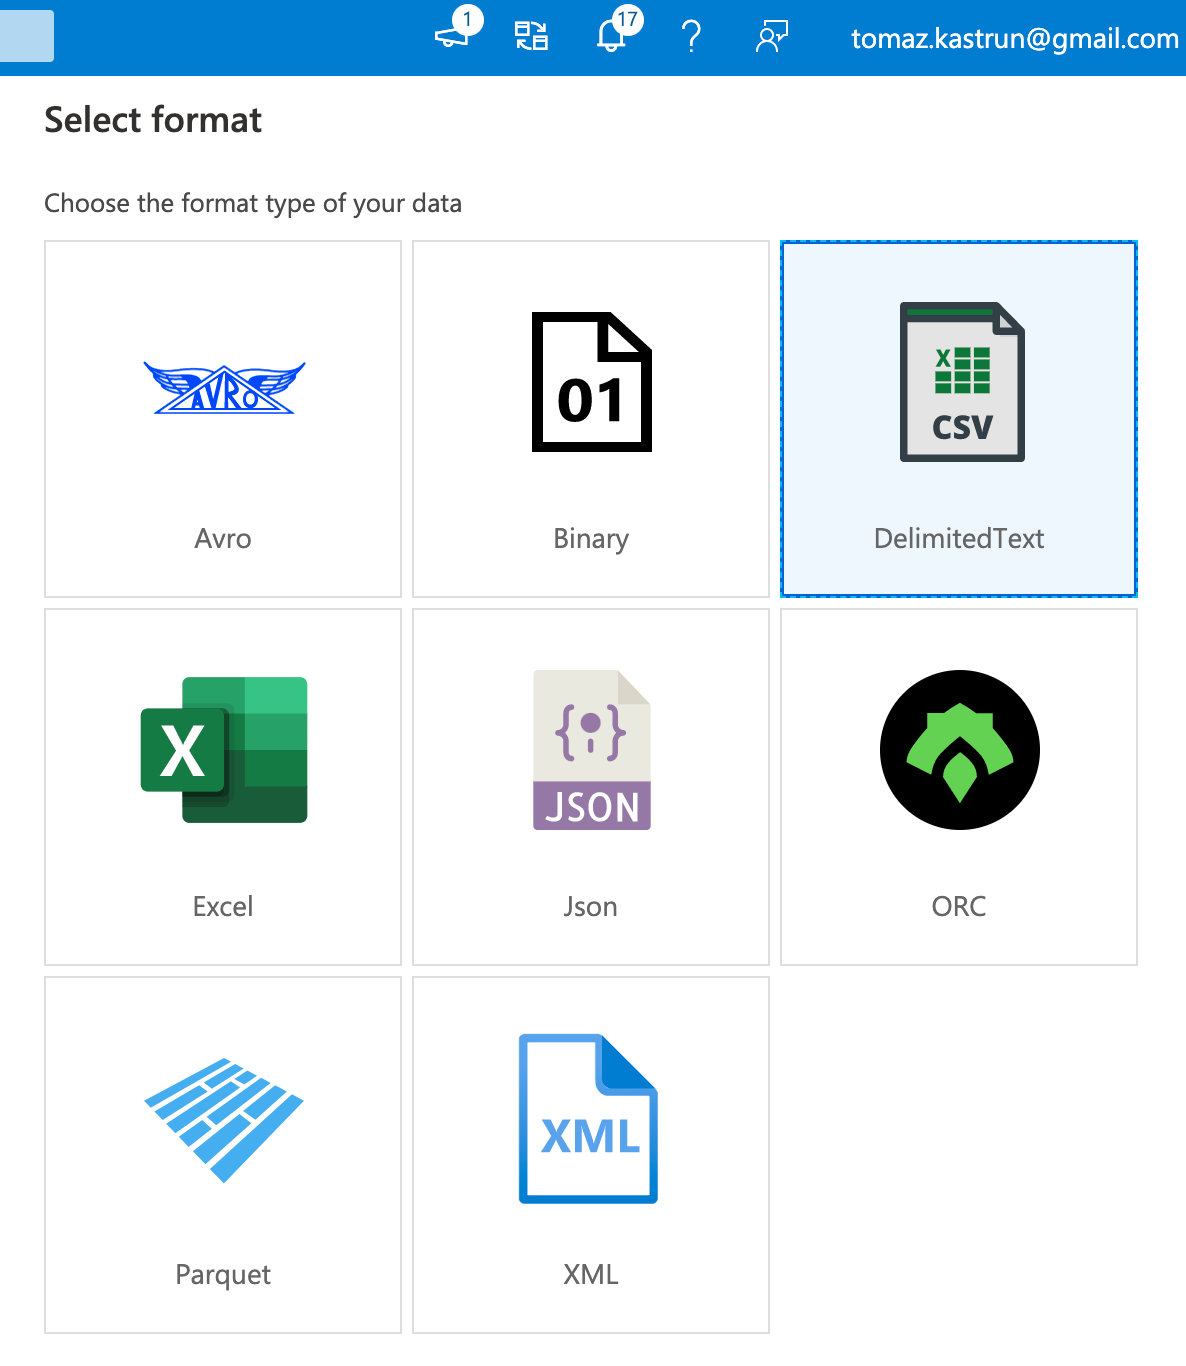 1
17
tomaz.kastrun@gmail.com
Select format
Choose the format type of your data
AVRO
01
X
CSV
Avro
Binary
DelimitedText
X
JSON
Excel
Json
ORC
XML
Parquet
XML